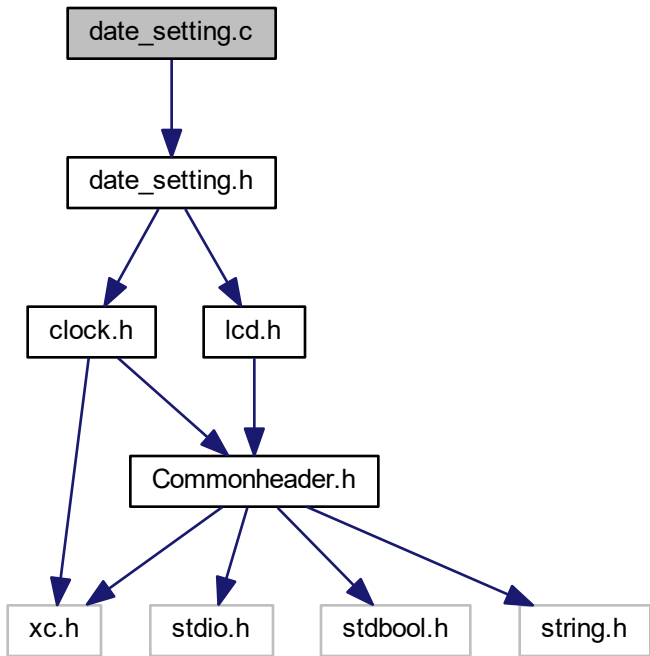 date_setting.c
date_setting.h
clock.h
lcd.h
Commonheader.h
xc.h
stdio.h
stdbool.h
string.h